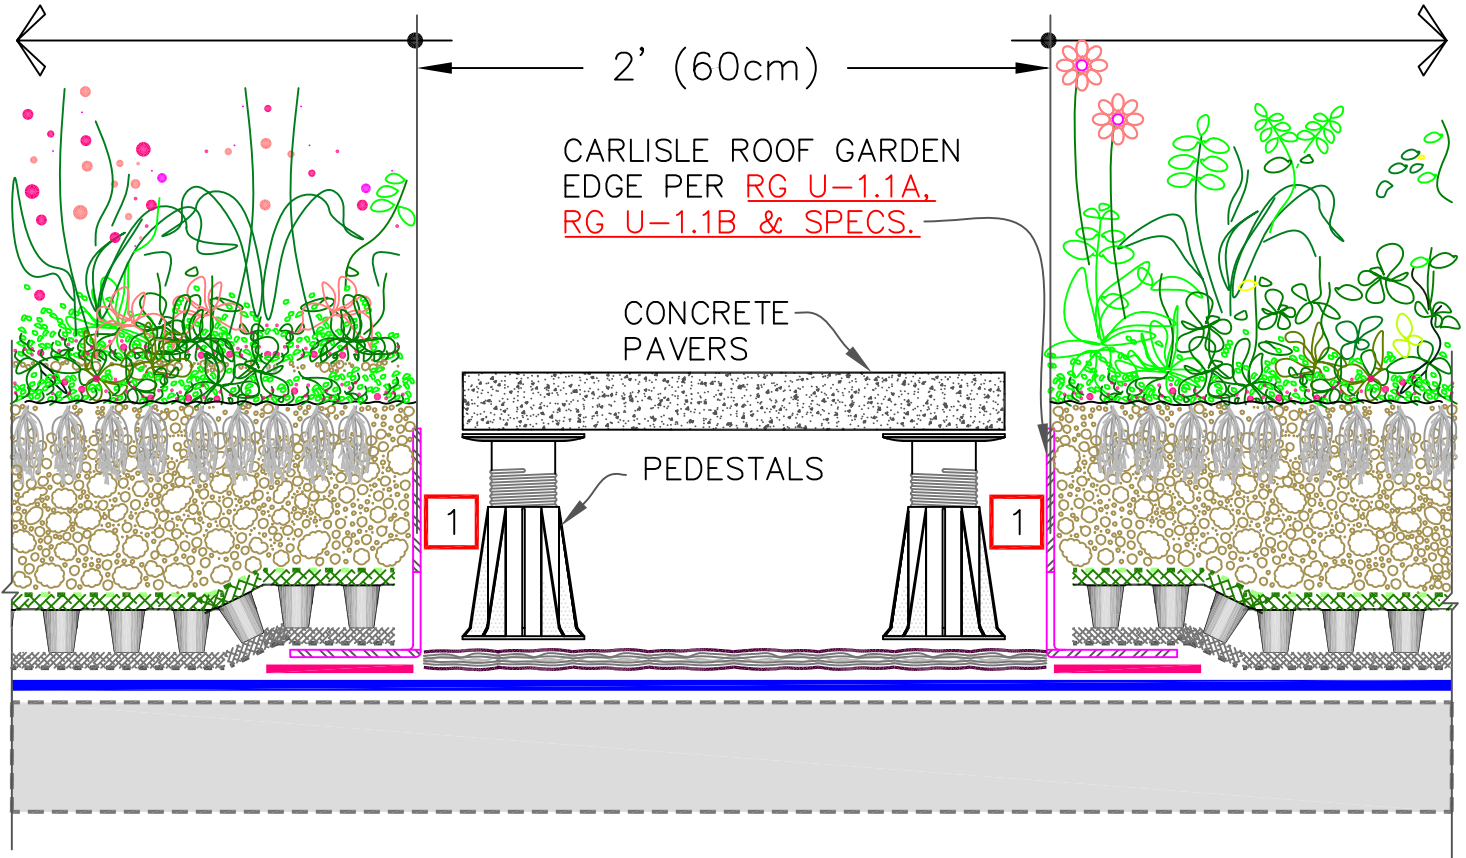 2' (60cm)
CARLISLE ROOF GARDEN
EDGE PER RG U-1.1A,
RG U-1.1B & SPECS.
CONCRETE
PAVERS
PEDESTALS
1
1